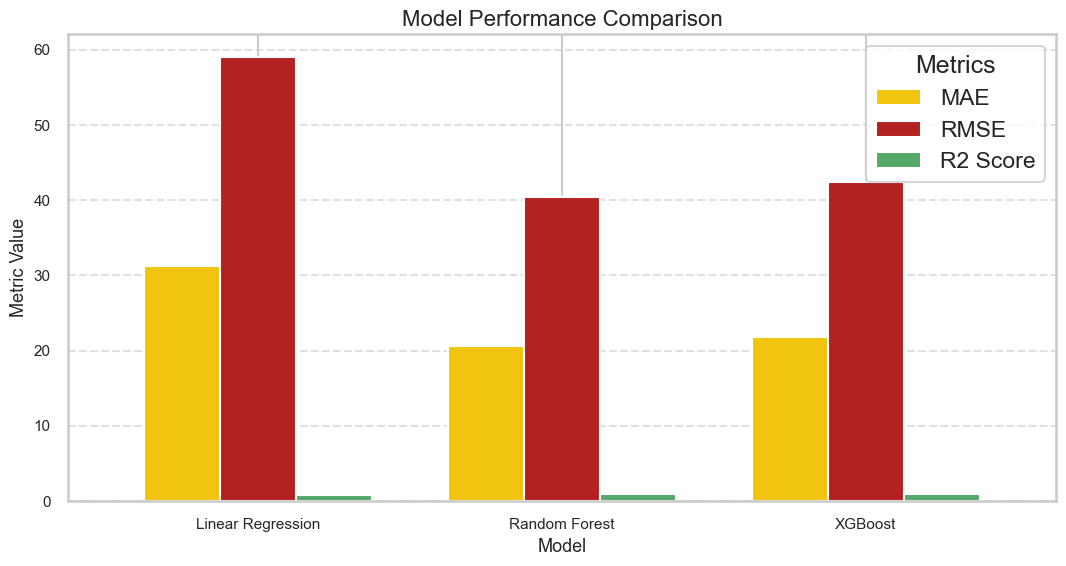 Model Performance Comparison
Metrics
MAE
RMSE
R2 Score
Metric Value
60
50
40
30
20
10
0
Linear Regression
Random Forest
XGBoost
Model